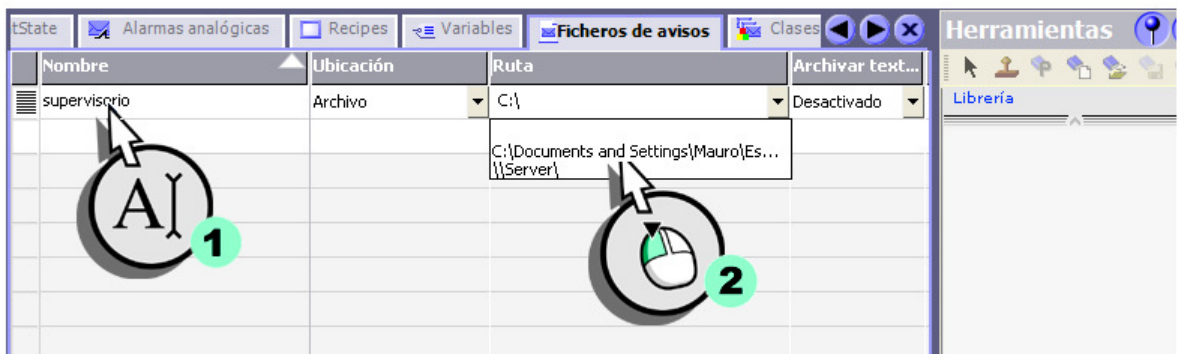 tState Alarmas analógicas Recipes Variables Ficheros de avisos Clases Herramientas
Nombre Ubicación Ruta Archivar text...
supervisorio Archivo C:\ Desactivado Librería
C:\Documents and Settings\Mauro\Es...
\\Server\
A
1
2